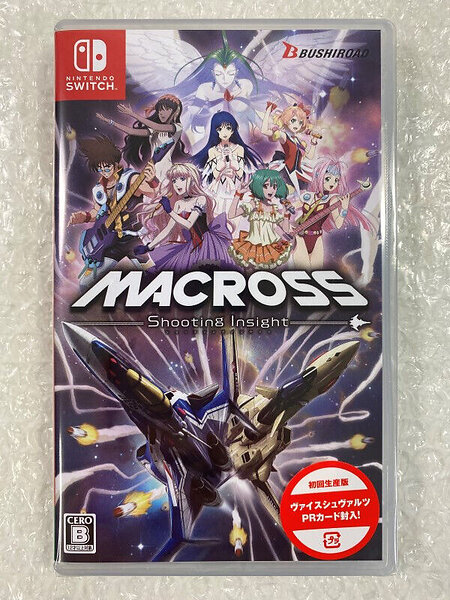 NINTENDO
SWITCH™
BUSHIROAD
MACROSS
Shooting Insight
初回生産版
ヴァイスシュヴァルツ
PRカード封入!
CERO
B